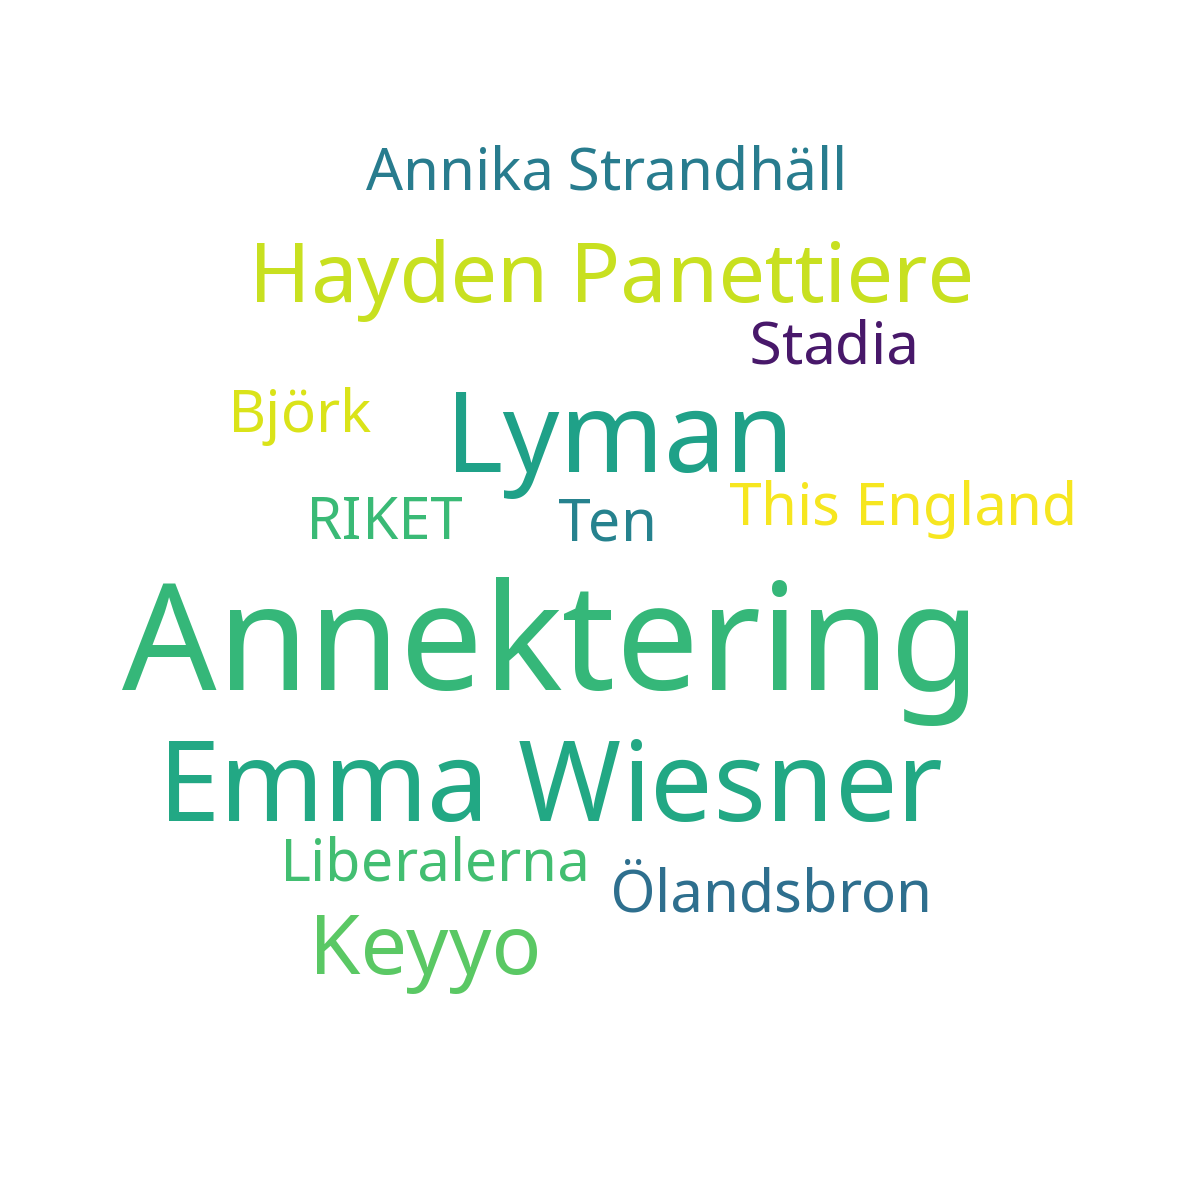 Annika Strandhäll
Hayden Panettiere
Stadia
Björk
Lyman
RIKET
Ten
This England
Annektering
Emma Wiesner
Liberalerna
Ölandsbron
Keyyo